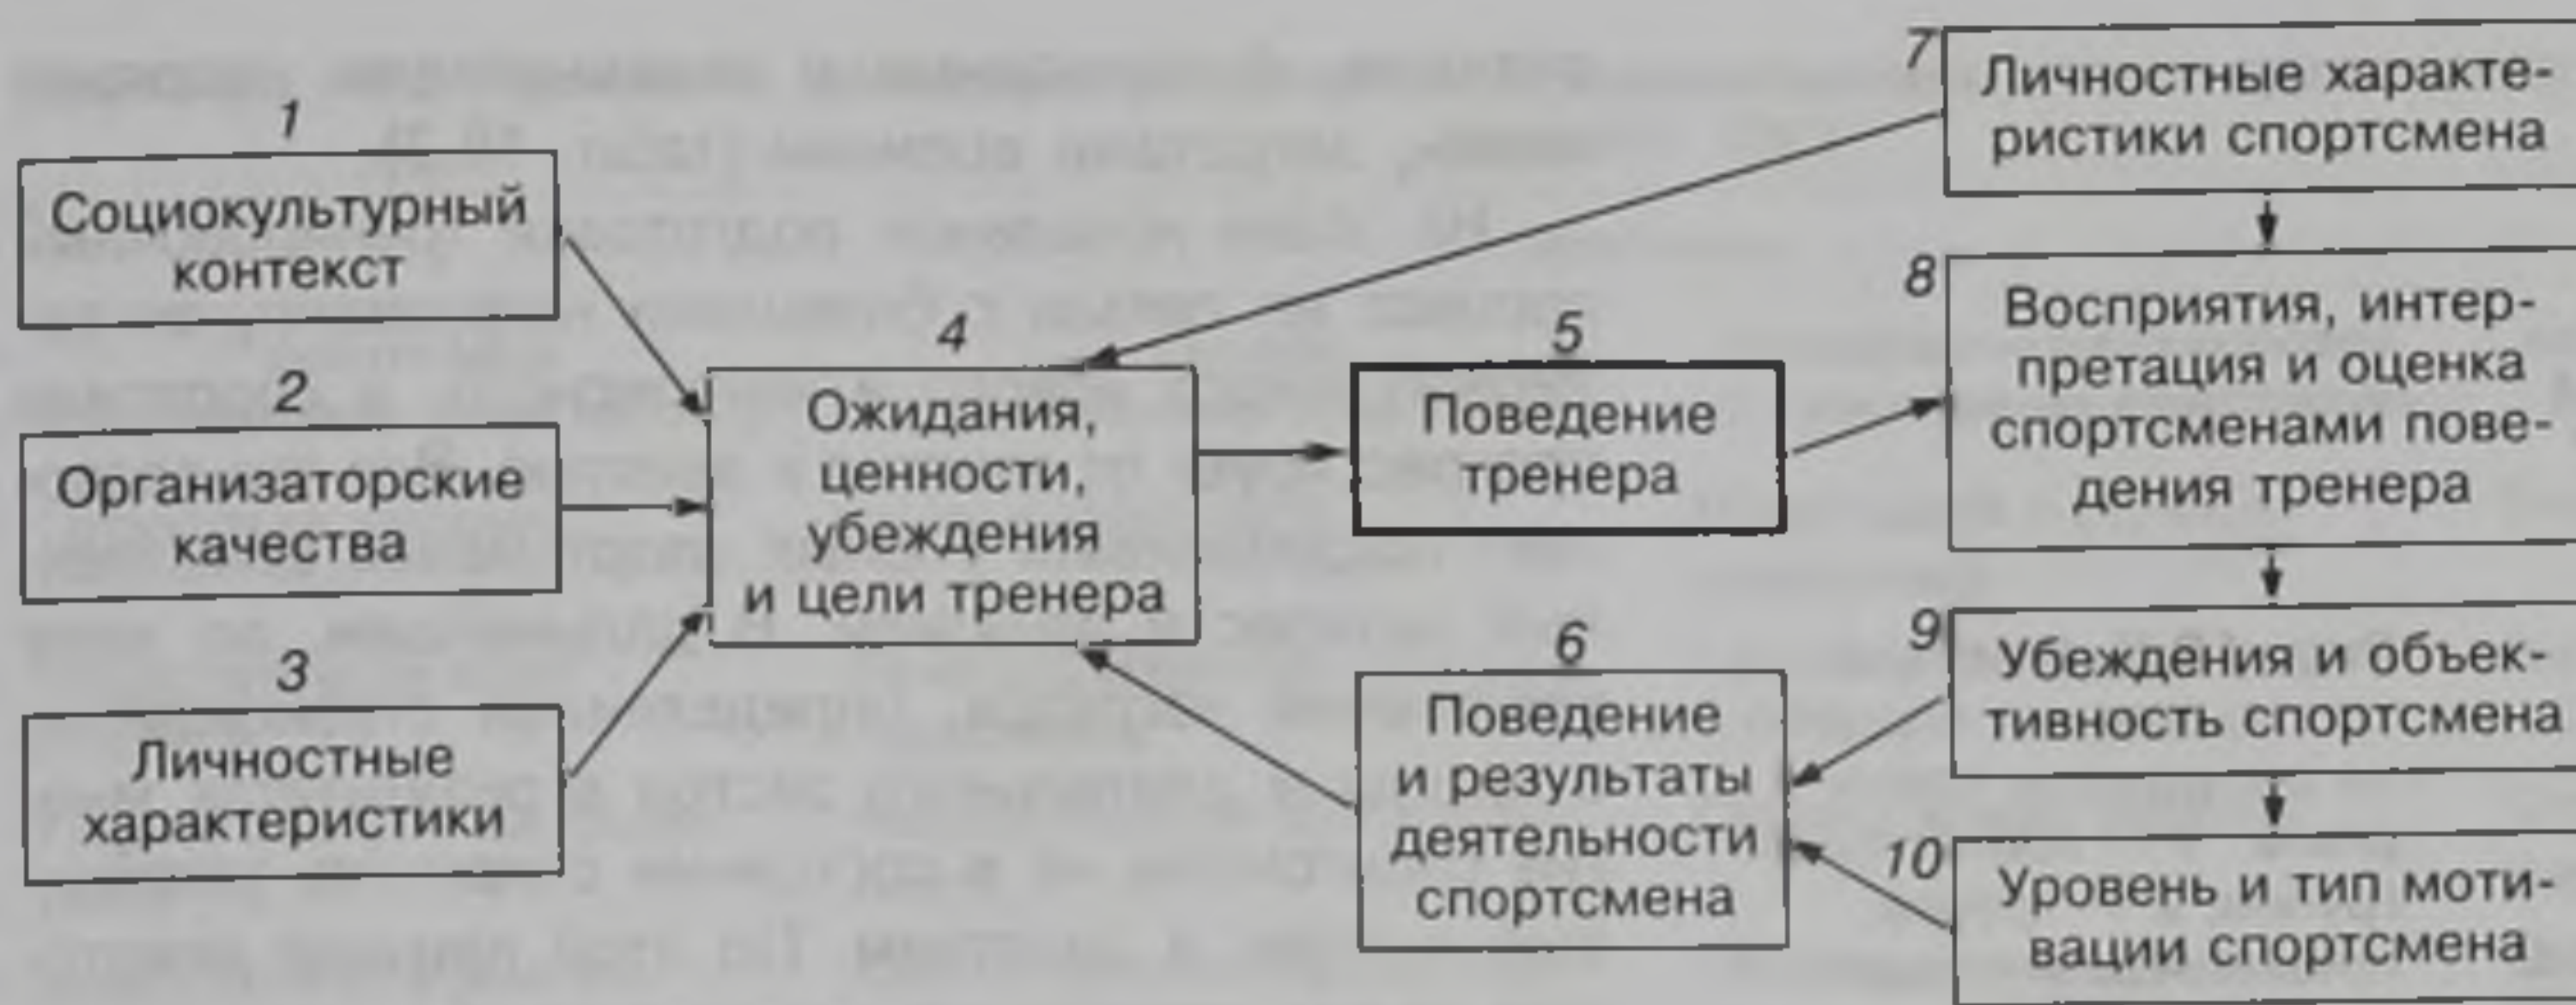 1
Социокультурный
контекст
2
Организаторские
качества
3
Личностные
характеристики
4
Ожидания,
ценности,
убеждения
и цели тренера
5
Поведение
тренера
6
Поведение
и результаты
деятельности
спортсмена
7
Личностные характе-
ристики спортсмена
8
Восприятия, интер-
претация и оценка
спортсменами пове-
дения тренера
9
Убеждения и объек-
тивность спортсмена
10
Уровень и тип моти-
вации спортсмена